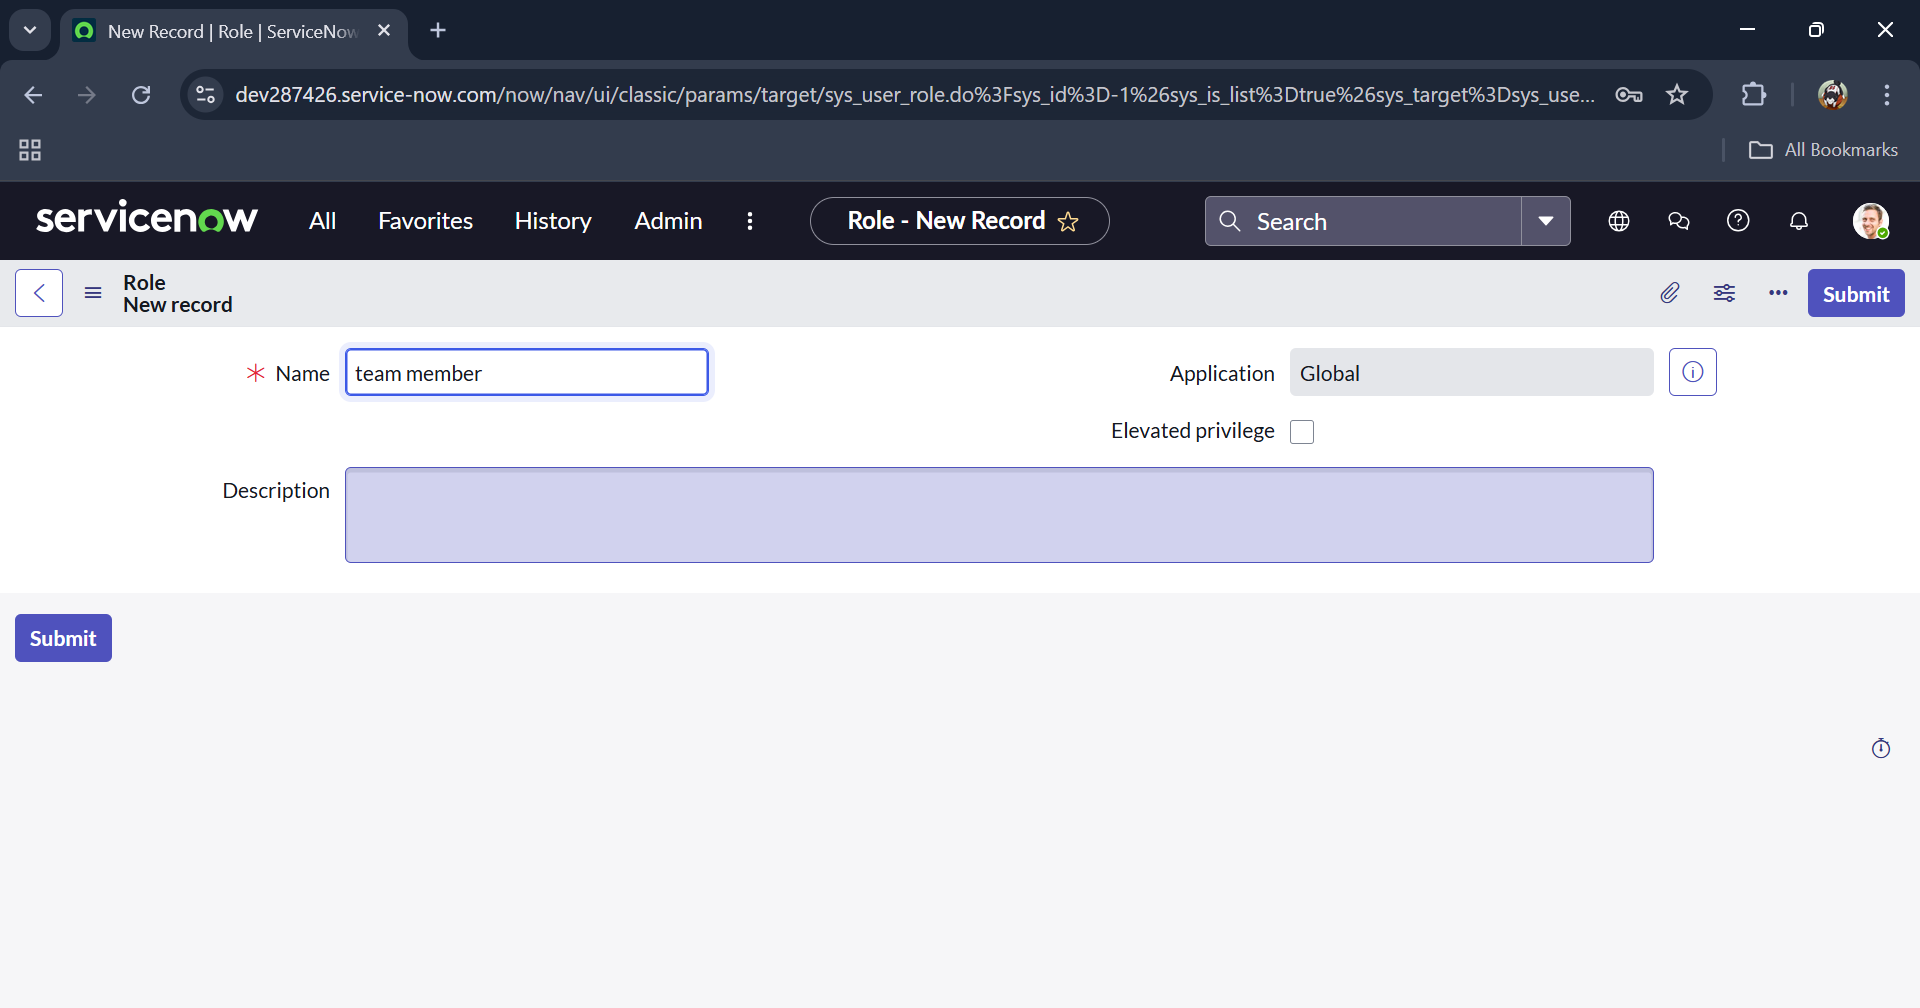 New Record | Role | ServiceNow
dev287426.service-now.com/now/nav/ui/classic/params/target/sys_user_role.do%3Fsys_id%3D-1%26sys_is_list%3Dtrue%26sys_target%3Dsys_use...
All Bookmarks
servicenow All Favorites History Admin Role - New Record Search
Role
New record
Submit
* Name team member
Application Global
Elevated privilege
Description
Submit